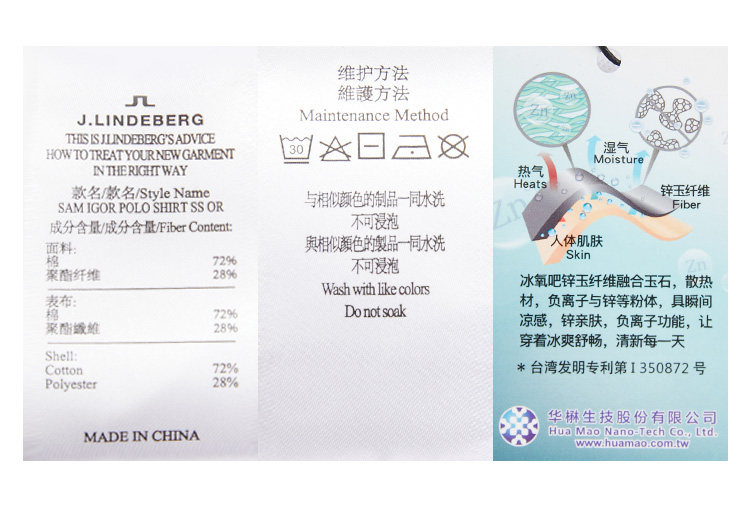 J.LINDEBERG
THIS IS J.LINDEBERG'S ADVICE
HOW TO TREAT YOUR NEW GARMENT
IN THE RIGHT WAY
款名/款名/Style Name
SAM IGOR POLO SHIRT SS OR
成分含量/成分含量/Fiber Content:
面料:
棉 72%
聚酯纤维 28%
表布:
棉 72%
聚酯纖維 28%
Shell:
Cotton 72%
Polyester 28%
MADE IN CHINA
维护方法
維護方法
Maintenance Method
30
与相似颜色的制品一同水洗
不可浸泡
與相似顏色的製品一同水洗
不可浸泡
Wash with like colors
Do not soak
Zn
Zn
湿气
Moisture
热气
Heats
锌玉纤维
Fiber
Zn
人体肌肤
Skin
Zn
冰氧吧锌玉纤维融合玉石，散热
材，负离子与锌等粉体，具瞬间
凉感，锌亲肤，负离子功能，让
穿着冰爽舒畅，清新每一天
*台湾发明专利第 I 350872 号
华楙生技股份有限公司
Hua Mao Nano-Tech Co., Ltd.
www.huamao.com.tw